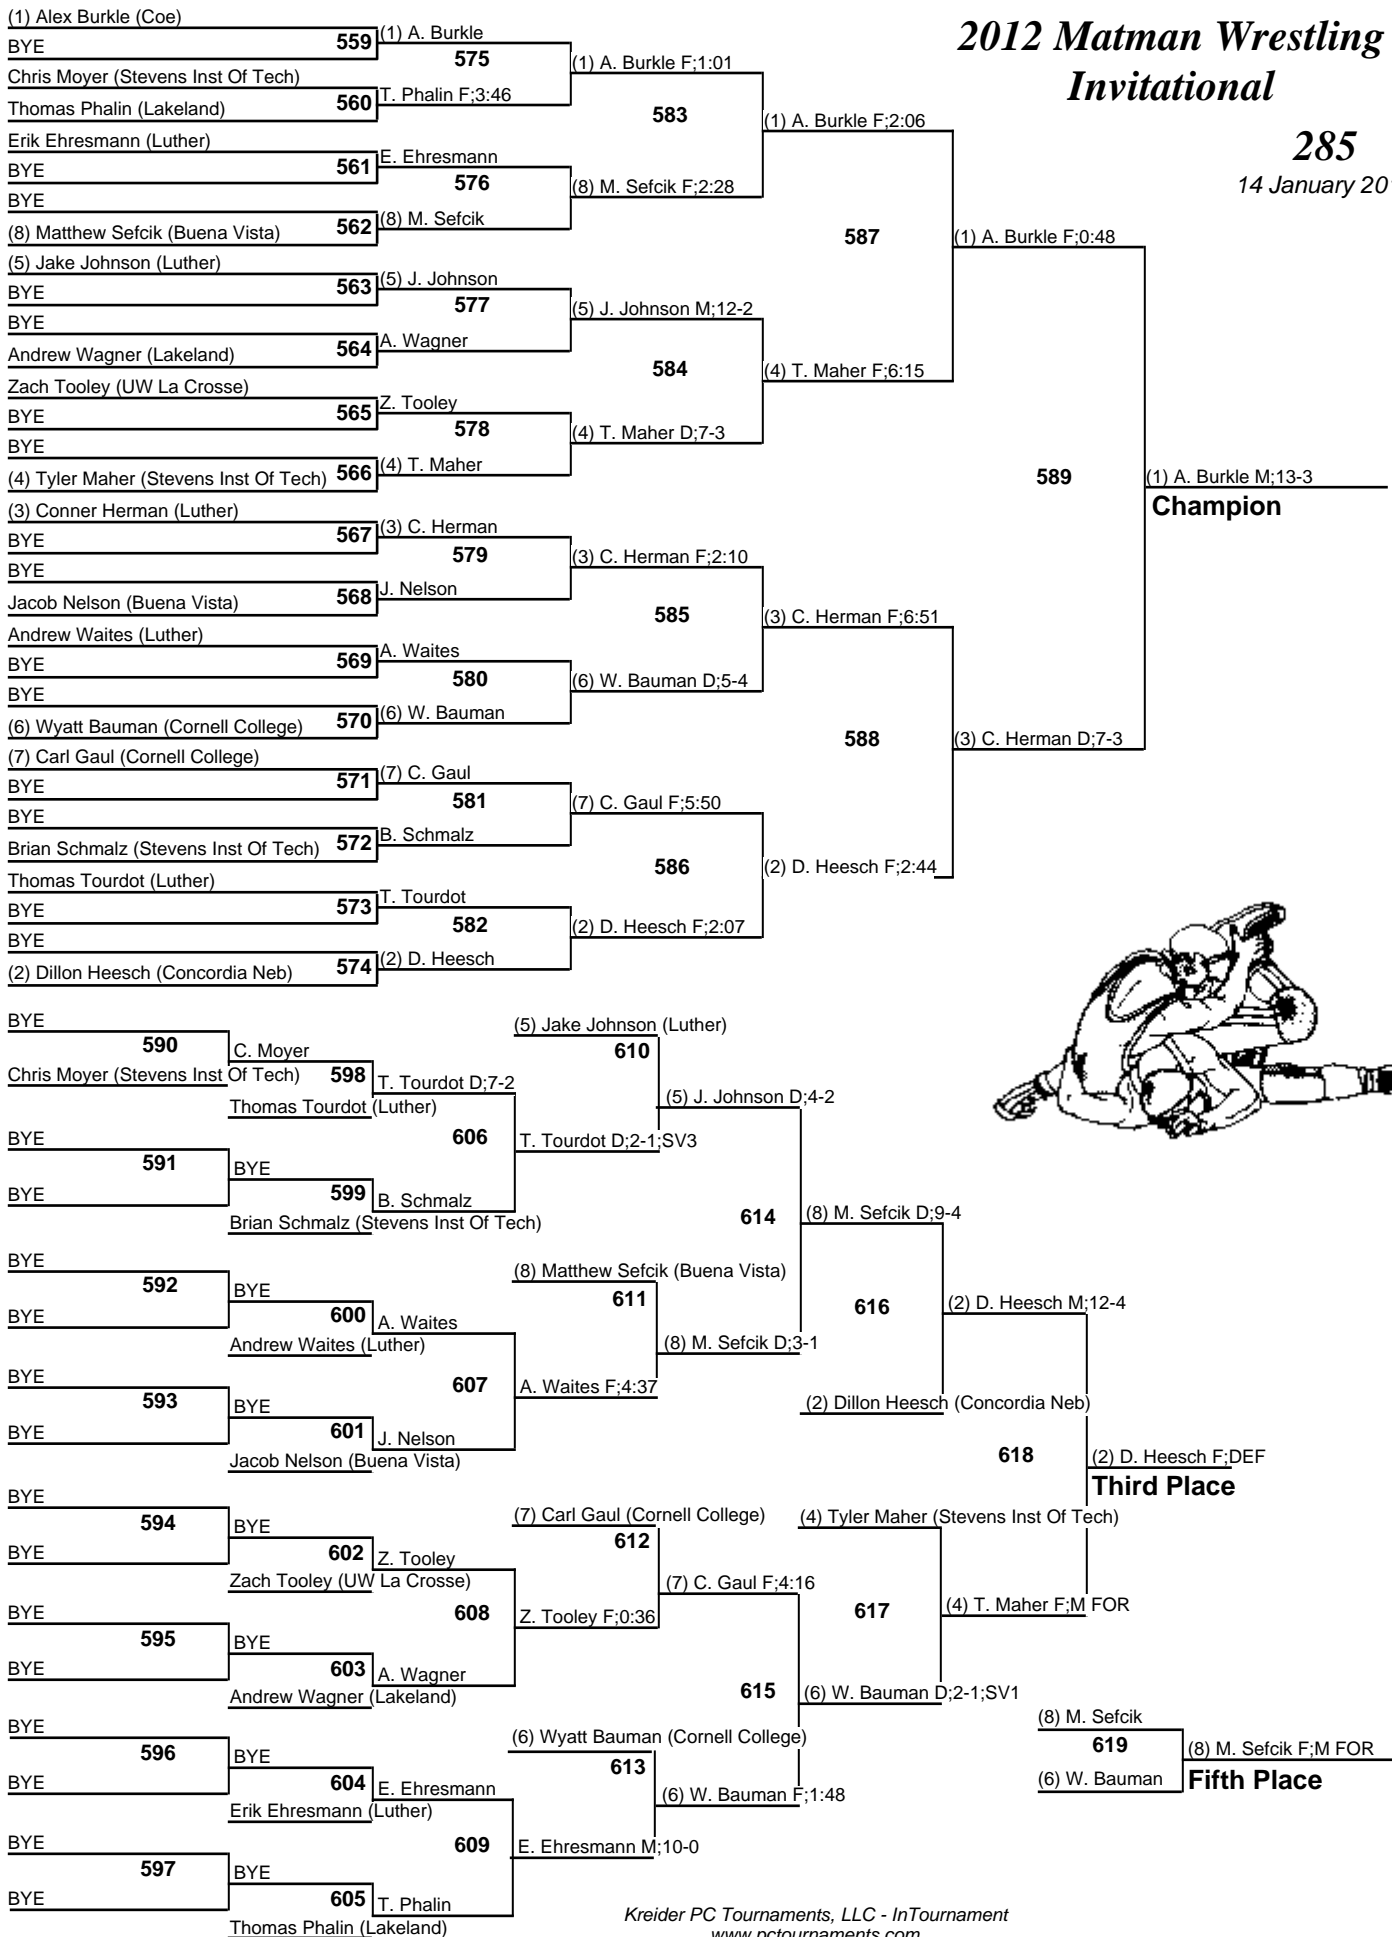 2012 Matman Wrestling
Invitational
285
14 January 201
(1) Alex Burkle (Coe)
BYE
559
(1) A. Burkle
575
Chris Moyer (Stevens Inst Of Tech)
Thomas Phalin (Lakeland)
560
T. Phalin F;3:46
(1) A. Burkle F;1:01
583
Erik Ehresmann (Luther)
BYE
561
E. Ehresmann
576
BYE
(8) Matthew Sefcik (Buena Vista)
562
(8) M. Sefcik
(8) M. Sefcik F;2:28
(1) A. Burkle F;2:06
587
(5) Jake Johnson (Luther)
BYE
563
(5) J. Johnson
577
BYE
Andrew Wagner (Lakeland)
564
A. Wagner
(5) J. Johnson M;12-2
584
Zach Tooley (UW La Crosse)
BYE
565
Z. Tooley
578
BYE
(4) Tyler Maher (Stevens Inst Of Tech)
566
(4) T. Maher
(4) T. Maher D;7-3
(4) T. Maher F;6:15
(1) A. Burkle F;0:48
589
(1) A. Burkle M;13-3
Champion
(3) Conner Herman (Luther)
BYE
567
(3) C. Herman
579
BYE
Jacob Nelson (Buena Vista)
568
J. Nelson
(3) C. Herman F;2:10
585
Andrew Waites (Luther)
BYE
569
A. Waites
580
BYE
(6) Wyatt Bauman (Cornell College)
570
(6) W. Bauman
(6) W. Bauman D;5-4
(3) C. Herman F;6:51
588
(3) C. Herman D;7-3
(7) Carl Gaul (Cornell College)
BYE
571
(7) C. Gaul
581
BYE
Brian Schmalz (Stevens Inst Of Tech)
572
B. Schmalz
(7) C. Gaul F;5:50
586
(2) D. Heesch F;2:44
Thomas Tourdot (Luther)
BYE
573
T. Tourdot
582
BYE
(2) Dillon Heesch (Concordia Neb)
574
(2) D. Heesch
(2) D. Heesch F;2:07
BYE
590
Chris Moyer (Stevens Inst Of Tech)
C. Moyer
598
Thomas Tourdot (Luther)
T. Tourdot D;7-2
606
BYE
591
BYE
BYE
599
Brian Schmalz (Stevens Inst Of Tech)
B. Schmalz
(5) Jake Johnson (Luther)
610
T. Tourdot D;2-1;SV3
(5) J. Johnson D;4-2
614
BYE
592
BYE
BYE
600
Andrew Waites (Luther)
A. Waites
607
BYE
593
BYE
BYE
601
Jacob Nelson (Buena Vista)
J. Nelson
(8) Matthew Sefcik (Buena Vista)
611
A. Waites F;4:37
(8) M. Sefcik D;3-1
(8) M. Sefcik D;9-4
616
(2) Dillon Heesch (Concordia Neb)
(2) D. Heesch M;12-4
618
(2) D. Heesch F;DEF
Third Place
BYE
594
BYE
BYE
602
Zach Tooley (UW La Crosse)
Z. Tooley
608
BYE
595
BYE
BYE
603
Andrew Wagner (Lakeland)
A. Wagner
(7) Carl Gaul (Cornell College)
612
Z. Tooley F;0:36
(7) C. Gaul F;4:16
615
(4) Tyler Maher (Stevens Inst Of Tech)
617
(4) T. Maher F;M FOR
(6) W. Bauman D;2-1;SV1
BYE
596
BYE
BYE
604
Erik Ehresmann (Luther)
E. Ehresmann
609
BYE
597
BYE
BYE
605
Thomas Phalin (Lakeland)
T. Phalin
(6) Wyatt Bauman (Cornell College)
613
E. Ehresmann M;10-0
(6) W. Bauman F;1:48
(8) M. Sefcik
619
(6) W. Bauman
(8) M. Sefcik F;M FOR
Fifth Place
Kreider PC Tournaments, LLC - InTournament
www.pctournaments.com